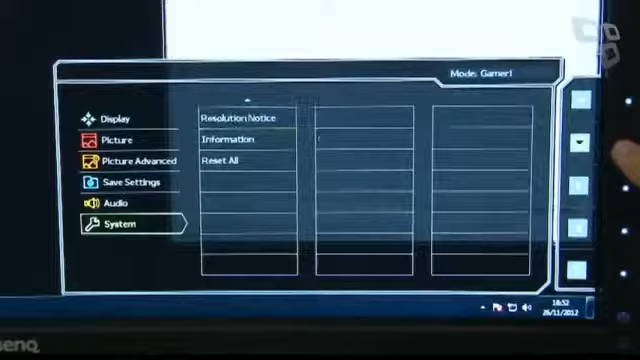 Mode: Gamer1
Display
Picture
Picture Advanced
Save Settings
Audio
System
Resolution Notice
Information
Reset All
18:52
26/11/2012
BenQ